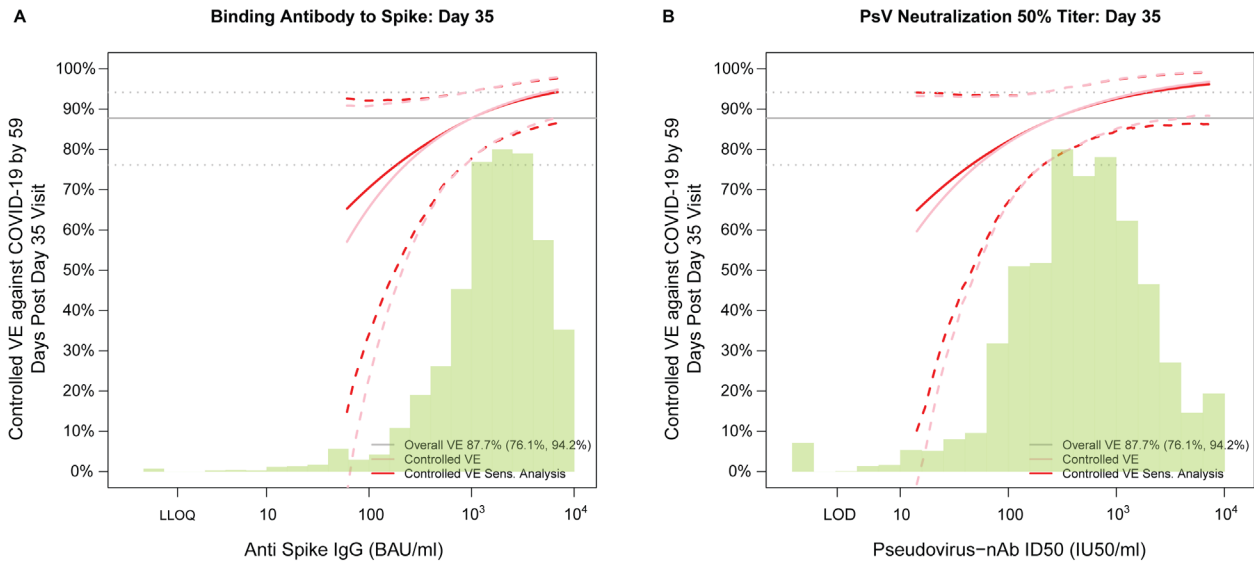 A
Binding Antibody to Spike: Day 35
Controlled VE against COVID-19 by 59
Days Post Day 35 Visit
100%
90%
80%
70%
60%
50%
40%
30%
20%
10%
0%
Overall VE 87.7% (76.1%, 94.2%)
Controlled VE
Controlled VE Sens. Analysis
LLOQ
10
100
10³
10⁴
Anti Spike IgG (BAU/ml)
B
PsV Neutralization 50% Titer: Day 35
Controlled VE against COVID-19 by 59
Days Post Day 35 Visit
100%
90%
80%
70%
60%
50%
40%
30%
20%
10%
0%
Overall VE 87.7% (76.1%, 94.2%)
Controlled VE
Controlled VE Sens. Analysis
LOD
10
100
10³
10⁴
Pseudovirus−nAb ID50 (IU50/ml)